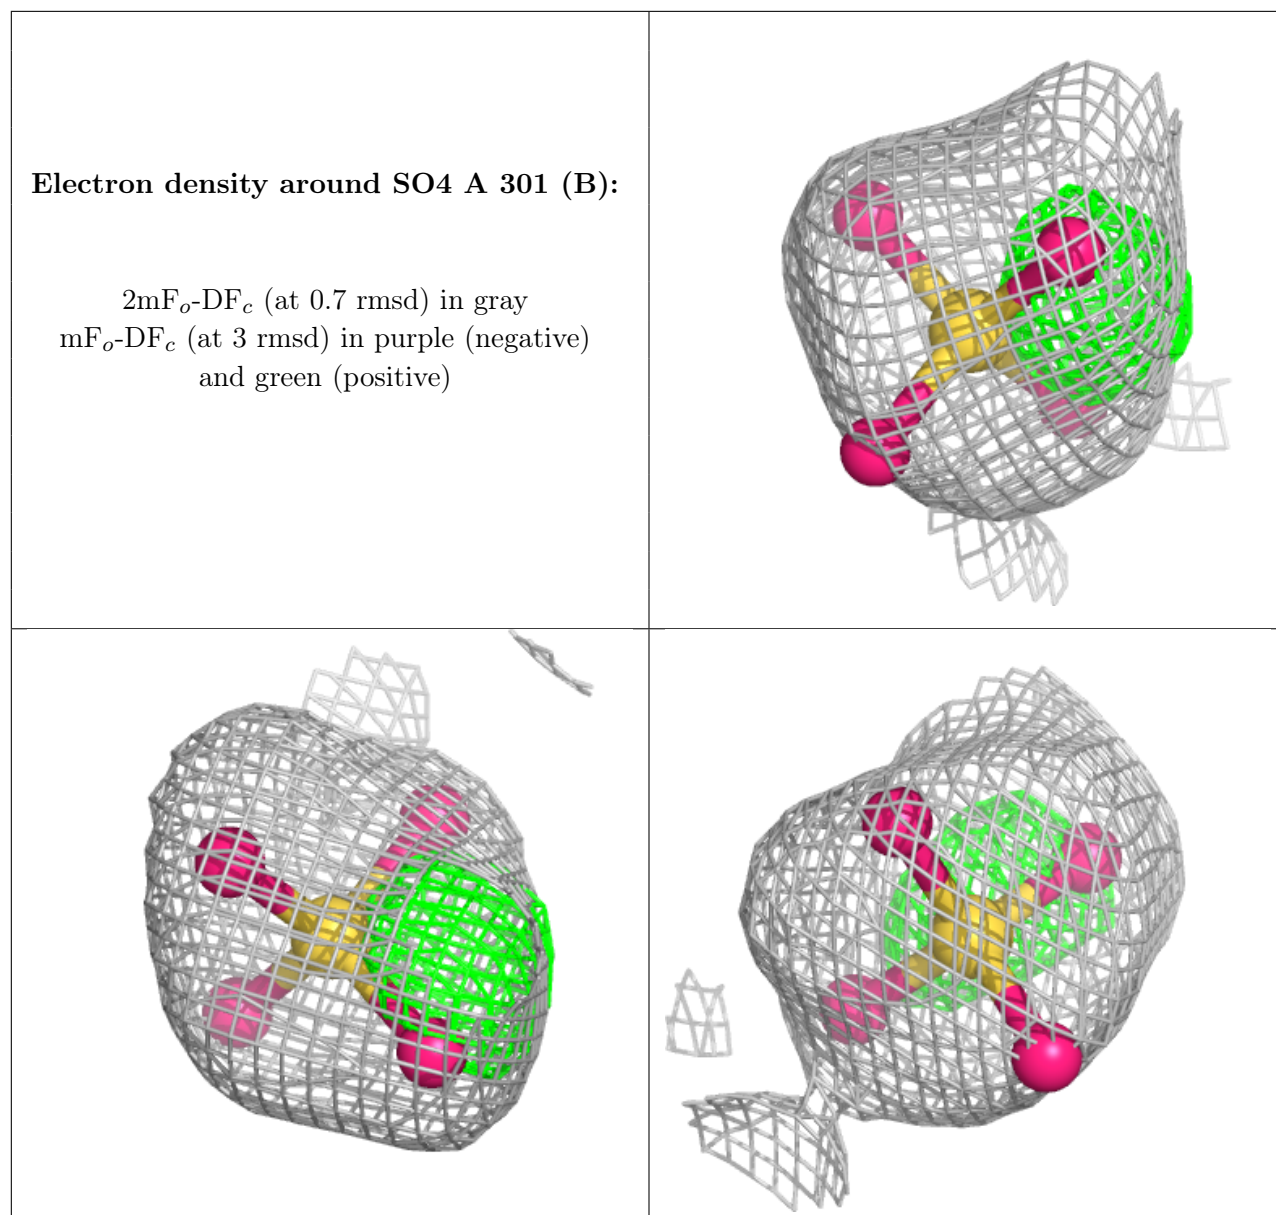 Electron density around SO4 A 301 (B):
2mFo-DFc (at 0.7 rmsd) in gray
mFo-DFc (at 3 rmsd) in purple (negative)
and green (positive)